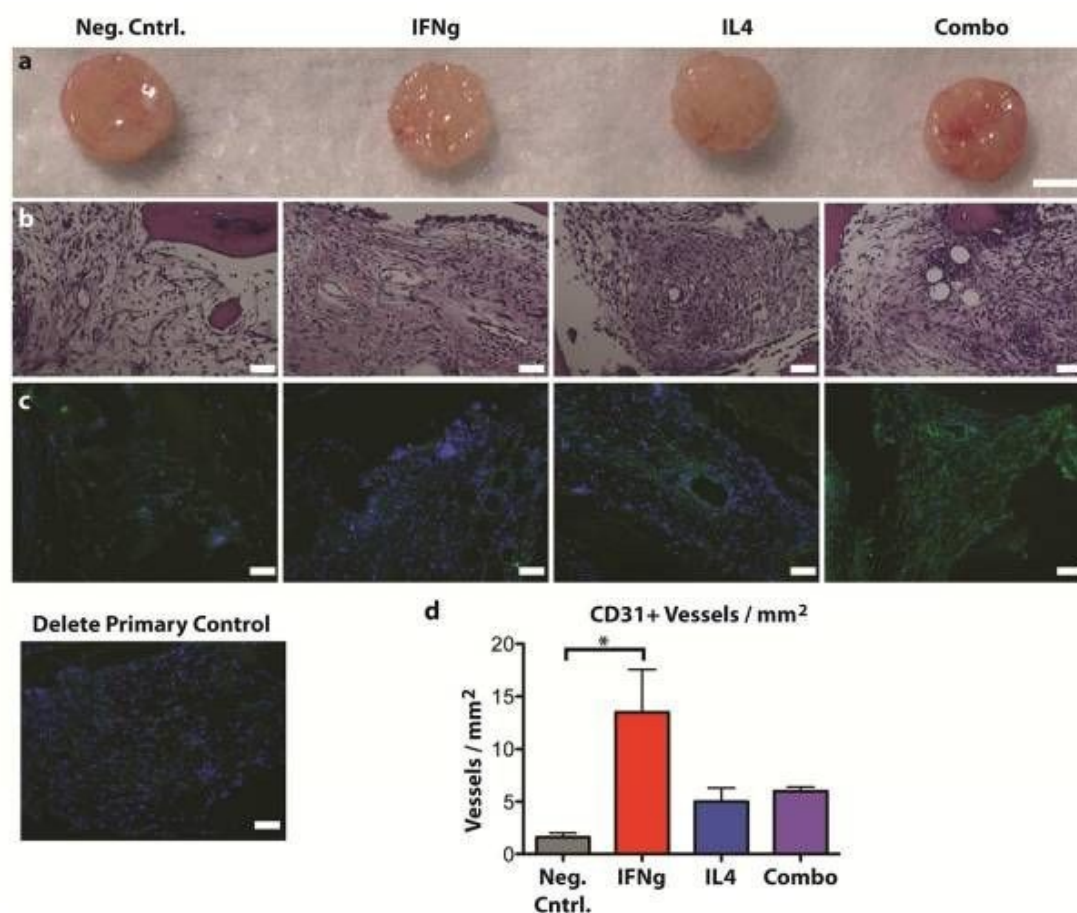 Neg. Cntrl. IFNg IL4 Combo
a
b
c
Delete Primary Control
d
CD31+ Vessels / mm²
Vessels / mm²
20
15
10
5
0
*
Neg. Cntrl.
IFNg
IL4
Combo